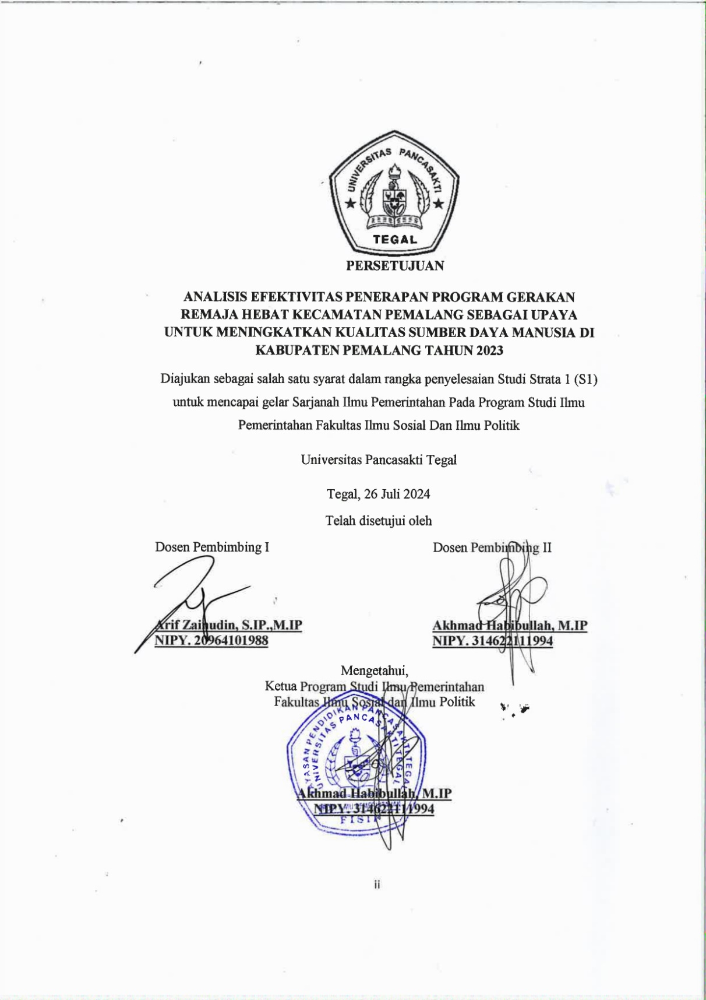 UNIVERSITAS PANCASAKTI
TEGAL
PERSETUJUAN
ANALISIS EFEKTIVITAS PENERAPAN PROGRAM GERAKAN
REMAJA HEBAT KECAMATAN PEMALANG SEBAGAI UPAYA
UNTUK MENINGKATKAN KUALITAS SUMBER DAYA MANUSIA DI
KABUPATEN PEMALANG TAHUN 2023
Diajukan sebagai salah satu syarat dalam rangka penyelesaian Studi Strata 1 (S1)
untuk mencapai gelar Sarjanah Ilmu Pemerintahan Pada Program Studi Ilmu
Pemerintahan Fakultas Ilmu Sosial Dan Ilmu Politik
Universitas Pancasakti Tegal
Tegal, 26 Juli 2024
Telah disetujui oleh
Dosen Pembimbing I
Dosen Pembimbing II
Arif Zainudin, S.IP.,M.IP
NIPY. 20964101988
Akhmad Habibullah, M.IP
NIPY. 314622111994
Mengetahui,
Ketua Program Studi Ilmu Pemerintahan
Fakultas Ilmu Sosial dan Ilmu Politik
YAYASAN PENDIDIKAN PANCASAKTI TEGAL
UNIVERSITAS PANCASAKTI TEGAL
Akhmad Habibullah, M.IP
NIPY. 314622111994
FISIP
ii